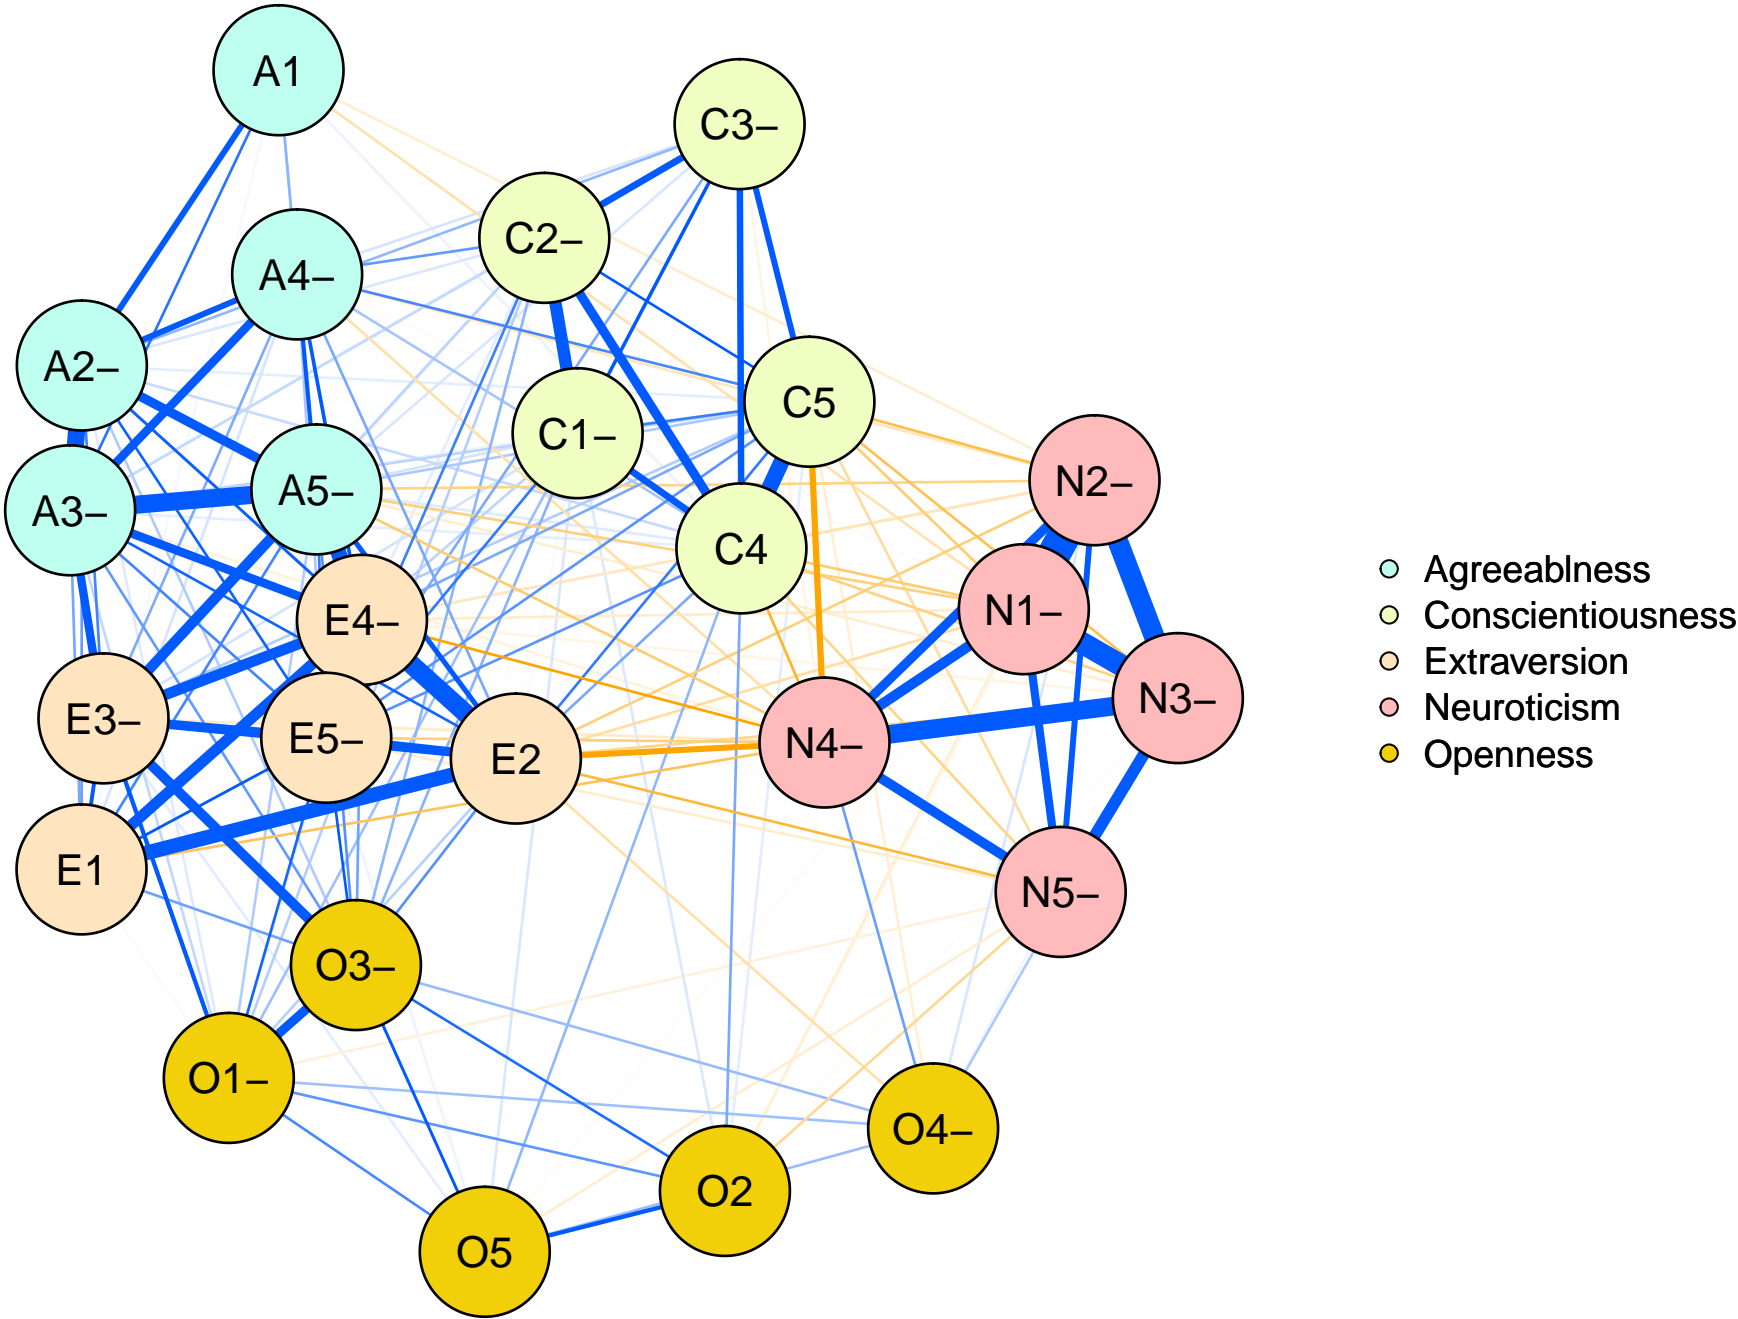 A1
C3–
C2–
A4–
A2–
C5
C1–
N2–
A5–
A3–
C4
N1–
E4–
N3–
E3–
E5–
N4–
E2
E1
N5–
O3–
O1–
O4–
O2
O5
Agreeablness
Conscientiousness
Extraversion
Neuroticism
Openness